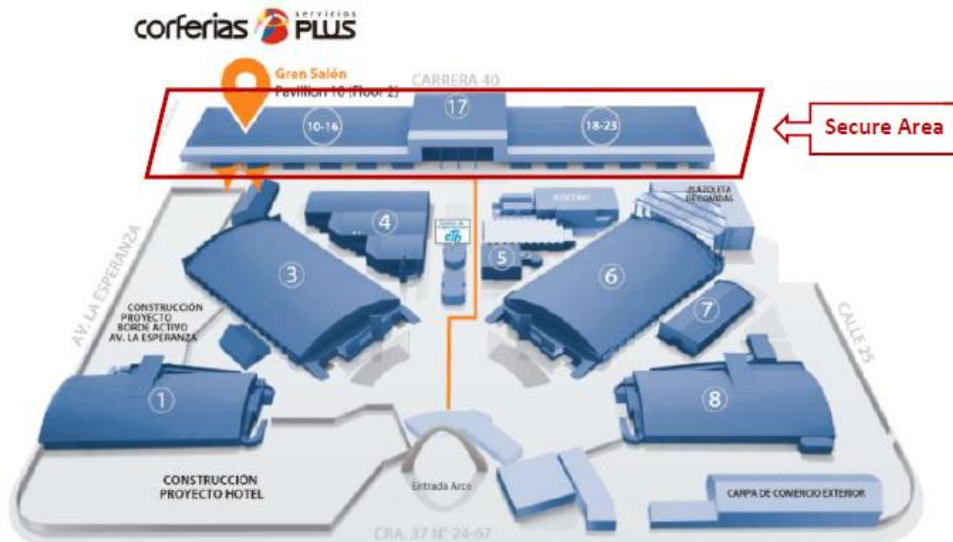 corferias servicios PLUS
Gran Salón
Pavillion 16 (Floor 2)
CARRERA 40
17
10-16
18-23
Secure Area
PLAZOLETA
DE COMIDAS
AUDITORIO
4
etb
5
3
6
7
AV. LA ESPERANZA
CONSTRUCCIÓN
PROYECTO
BORDE ACTIVO
AV. LA ESPERANZA
CALLE 25
1
8
CONSTRUCCIÓN
PROYECTO HOTEL
Entrada Arco
CARPA DE COMERCIO EXTERIOR
CRA. 37 N° 24-67